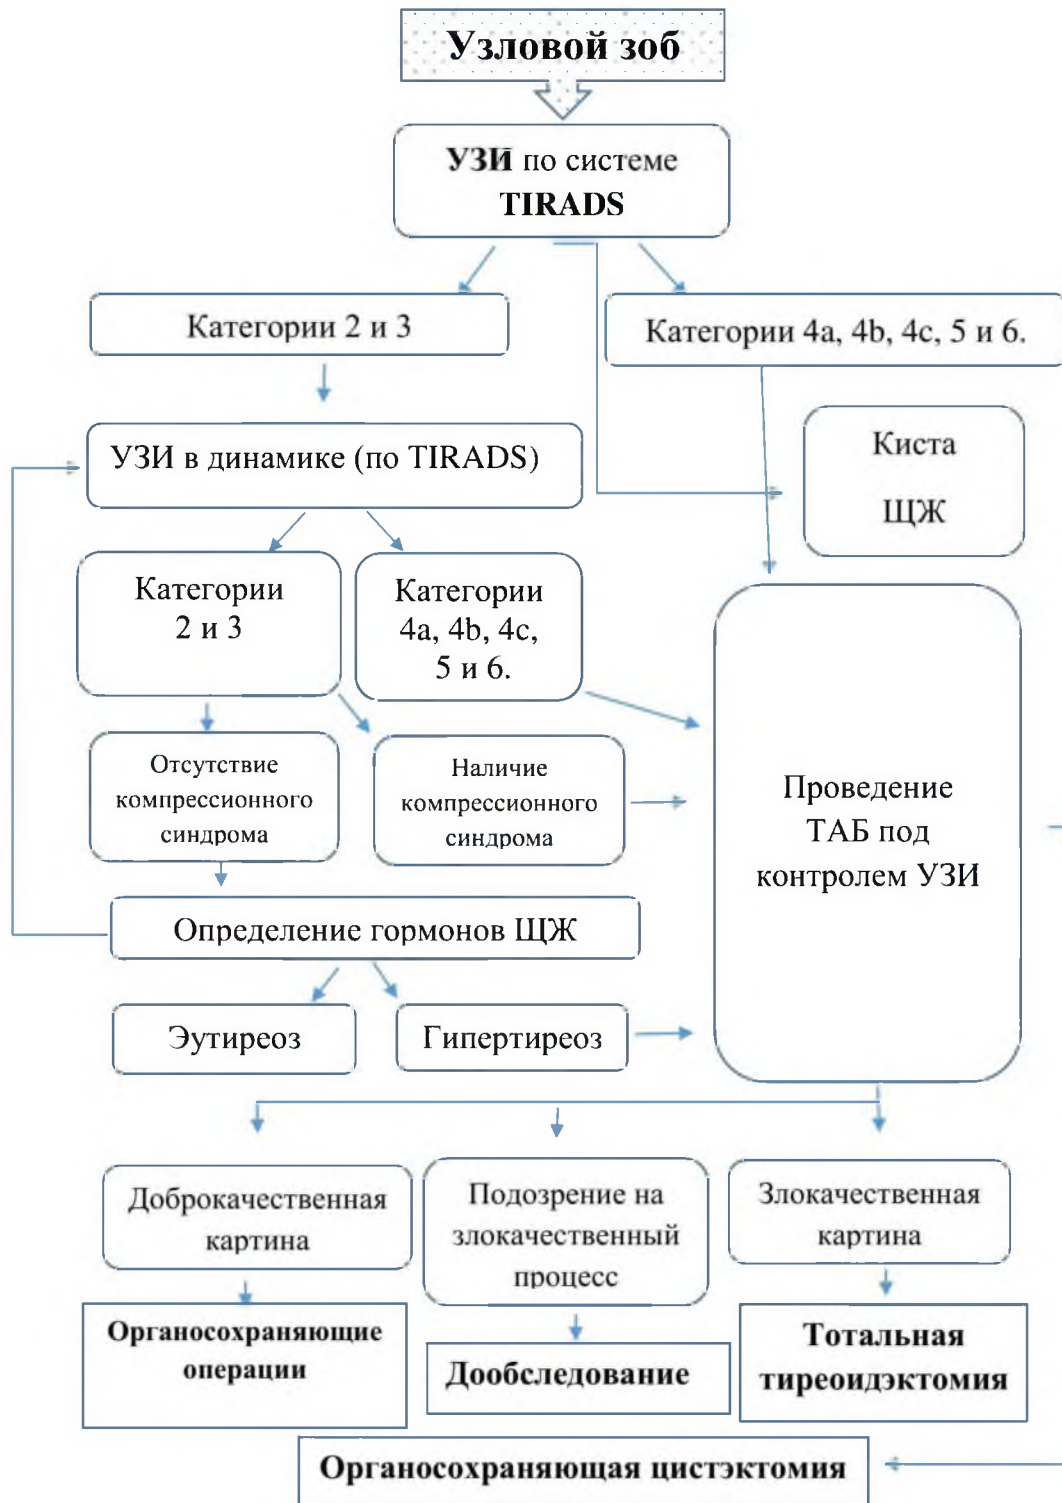 Узловой зоб
УЗИ по системе
TIRADS
Категории 2 и 3
Категории 4a, 4b, 4c, 5 и 6.
Киста
ЩЖ
УЗИ в динамике (по TIRADS)
Категории
2 и 3
Категории
4a, 4b, 4c,
5 и 6.
Отсутствие
компрессионного
синдрома
Наличие
компрессионного
синдрома
Проведение
ТАБ под
контролем УЗИ
Определение гормонов ЩЖ
Эутиреоз
Гипертиреоз
Доброкачественная
картина
Подозрение на
злокачественный
процесс
Злокачественная
картина
Органосохраняющие
операции
Дообследование
Тотальная
тиреоидэктомия
Органосохраняющая цистэктомия